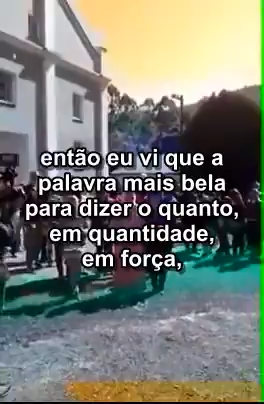 então eu vi que a
palavra mais bela
para dizer o quanto,
em quantidade,
em força,